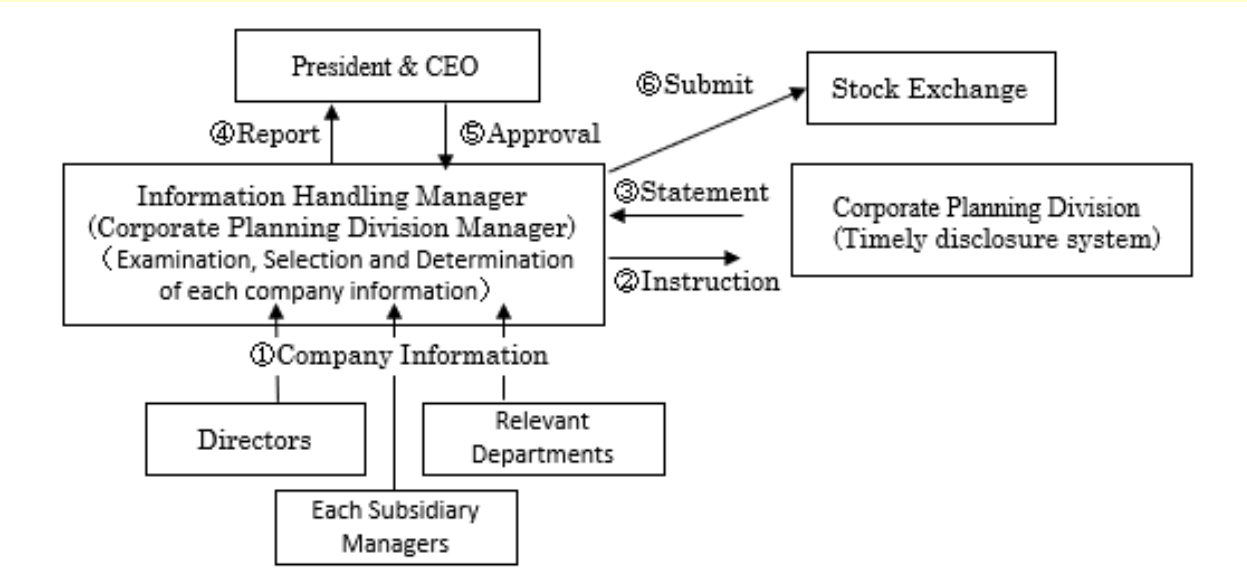 President & CEO
⑥Submit
Stock Exchange
④Report
⑤Approval
Information Handling Manager
(Corporate Planning Division Manager)
（Examination, Selection and Determination
of each company information）
③Statement
②Instruction
Corporate Planning Division
(Timely disclosure system)
①Company Information
Directors
Relevant
Departments
Each Subsidiary
Managers